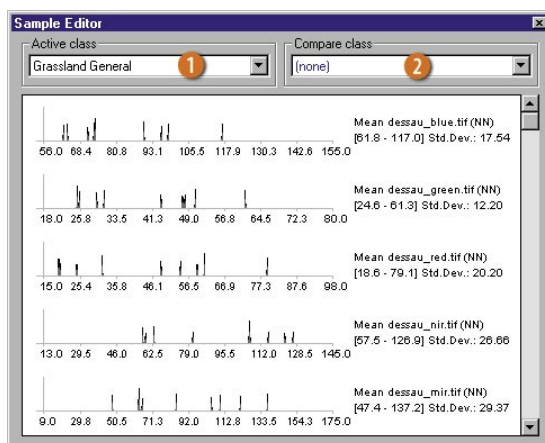 Sample Editor
Active class
Compare class
Grassland General
1
(none)
2
Mean dessau_blue.tif (NN)
[61.8 - 117.0] Std.Dev.: 17.54
56.0 68.4 80.8 93.1 105.5 117.9 130.3 142.6 155.0
Mean dessau_green.tif (NN)
[24.6 - 61.3] Std.Dev.: 12.20
18.0 25.8 33.5 41.3 49.0 56.8 64.5 72.3 80.0
Mean dessau_red.tif (NN)
[18.6 - 79.1] Std.Dev.: 20.20
15.0 25.4 35.8 46.1 56.5 66.9 77.3 87.6 98.0
Mean dessau_nir.tif (NN)
[57.5 - 126.9] Std.Dev.: 26.66
13.0 29.5 46.0 62.5 79.0 95.5 112.0 128.5 145.0
Mean dessau_mir.tif (NN)
[47.4 - 137.2] Std.Dev.: 29.37
9.0 29.8 50.5 71.3 92.0 112.8 133.5 154.3 175.0